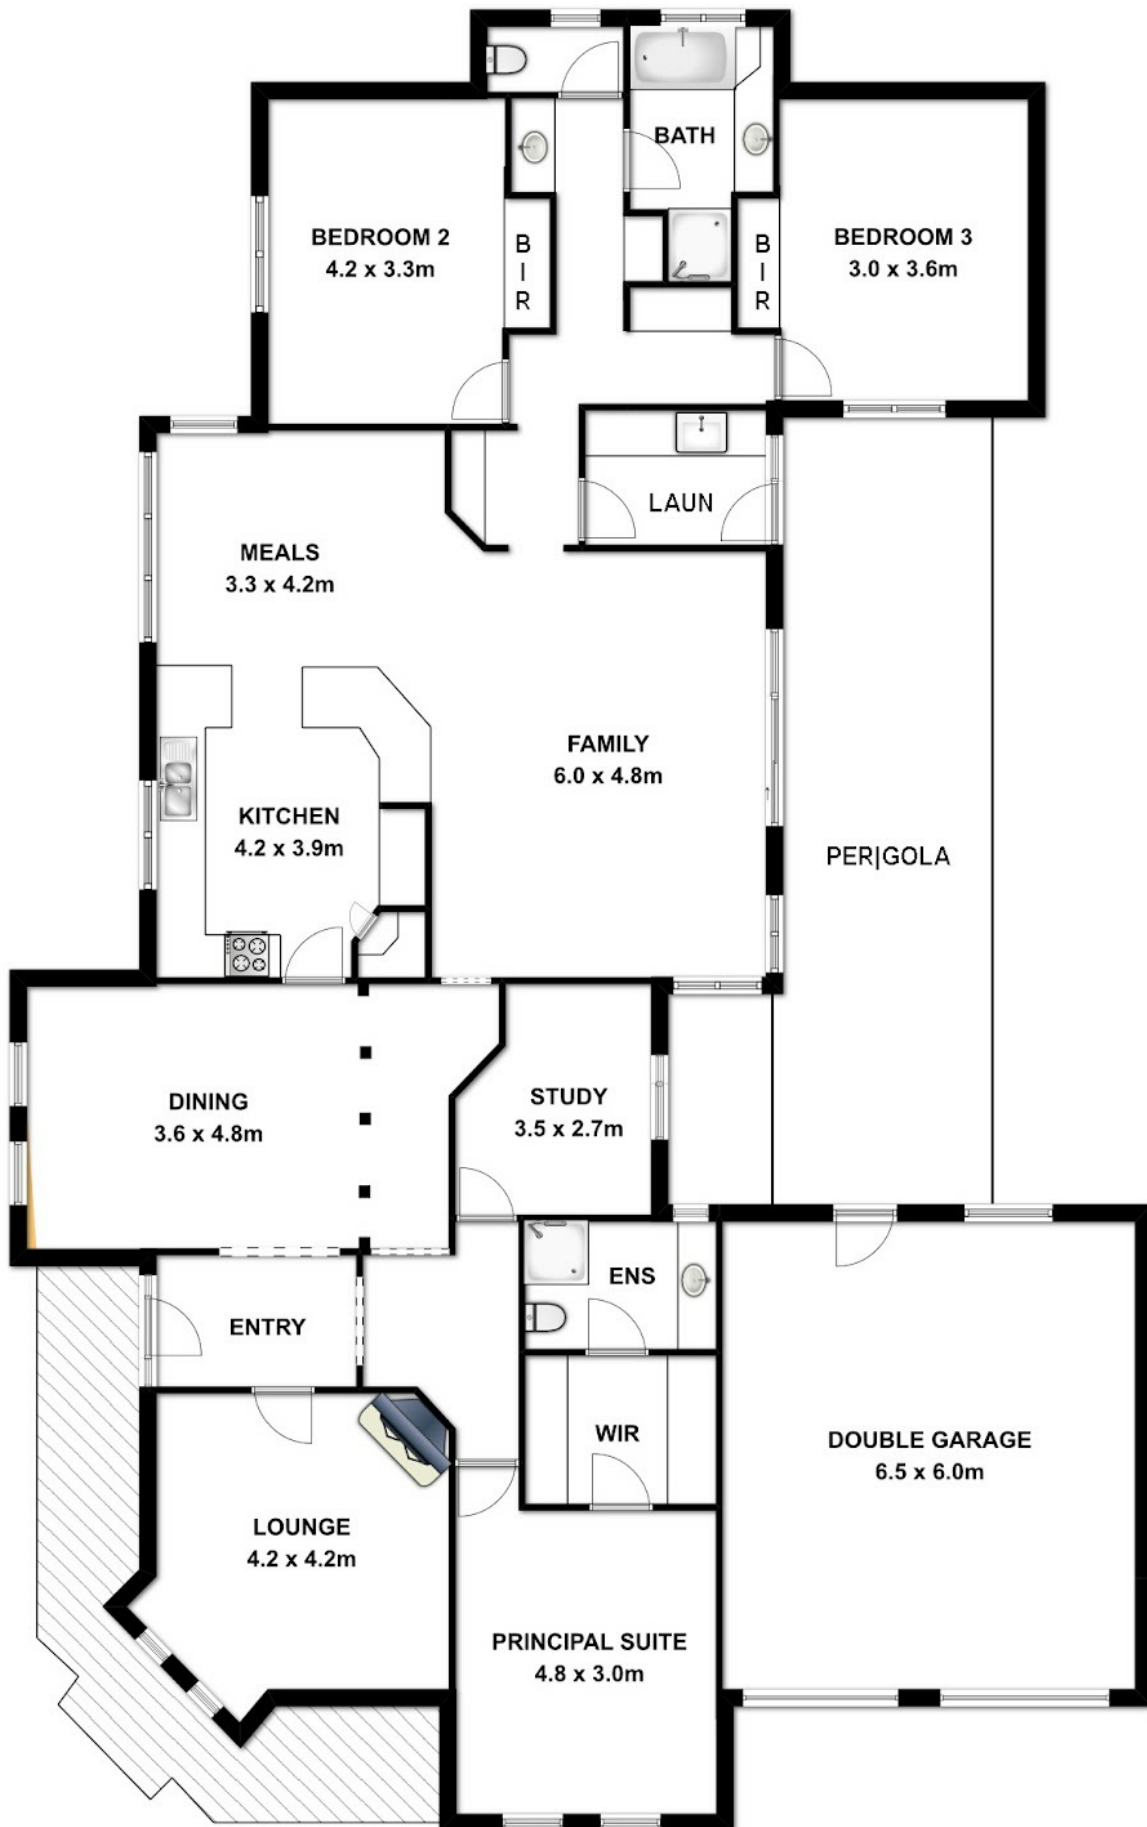 BATH
BEDROOM 2
4.2 x 3.3m
B
I
R
B
I
R
BEDROOM 3
3.0 x 3.6m
LAUN
MEALS
3.3 x 4.2m
FAMILY
6.0 x 4.8m
KITCHEN
4.2 x 3.9m
PER|GOLA
DINING
3.6 x 4.8m
STUDY
3.5 x 2.7m
ENS
ENTRY
WIR
DOUBLE GARAGE
6.5 x 6.0m
LOUNGE
4.2 x 4.2m
PRINCIPAL SUITE
4.8 x 3.0m